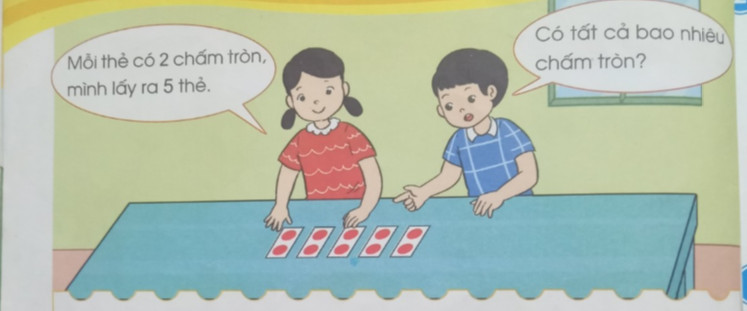 Mỗi thẻ có 2 chấm tròn,
mình lấy ra 5 thẻ.
Có tất cả bao nhiêu
chấm tròn?